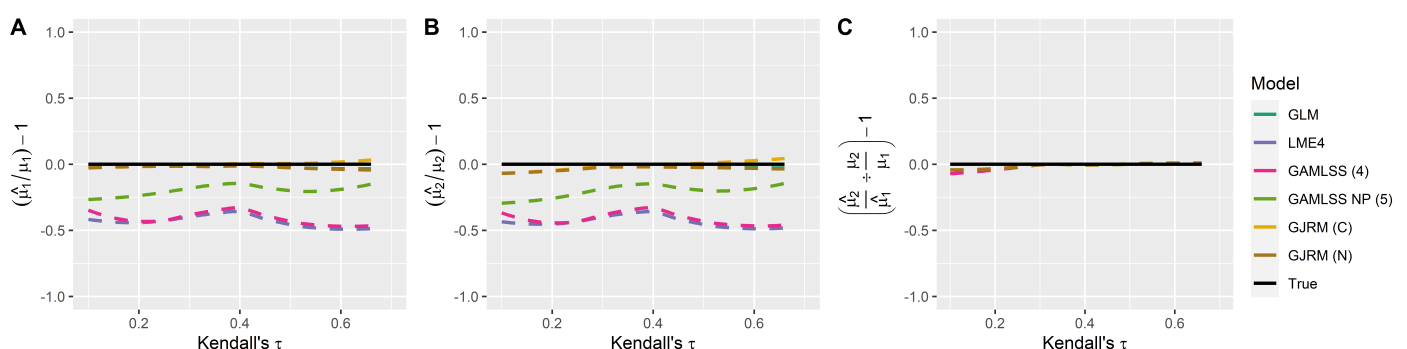 A
(μ̂₁/μ₁) − 1
1.0
0.5
0.0
-0.5
-1.0
0.2
0.4
0.6
Kendall's τ
B
(μ̂₂/μ₂) − 1
1.0
0.5
0.0
-0.5
-1.0
0.2
0.4
0.6
Kendall's τ
C
(μ̂₂/μ̂₁ ÷ μ₂/μ₁) − 1
1.0
0.5
0.0
-0.5
-1.0
0.2
0.4
0.6
Kendall's τ
Model
GLM
LME4
GAMLSS (4)
GAMLSS NP (5)
GJRM (C)
GJRM (N)
True